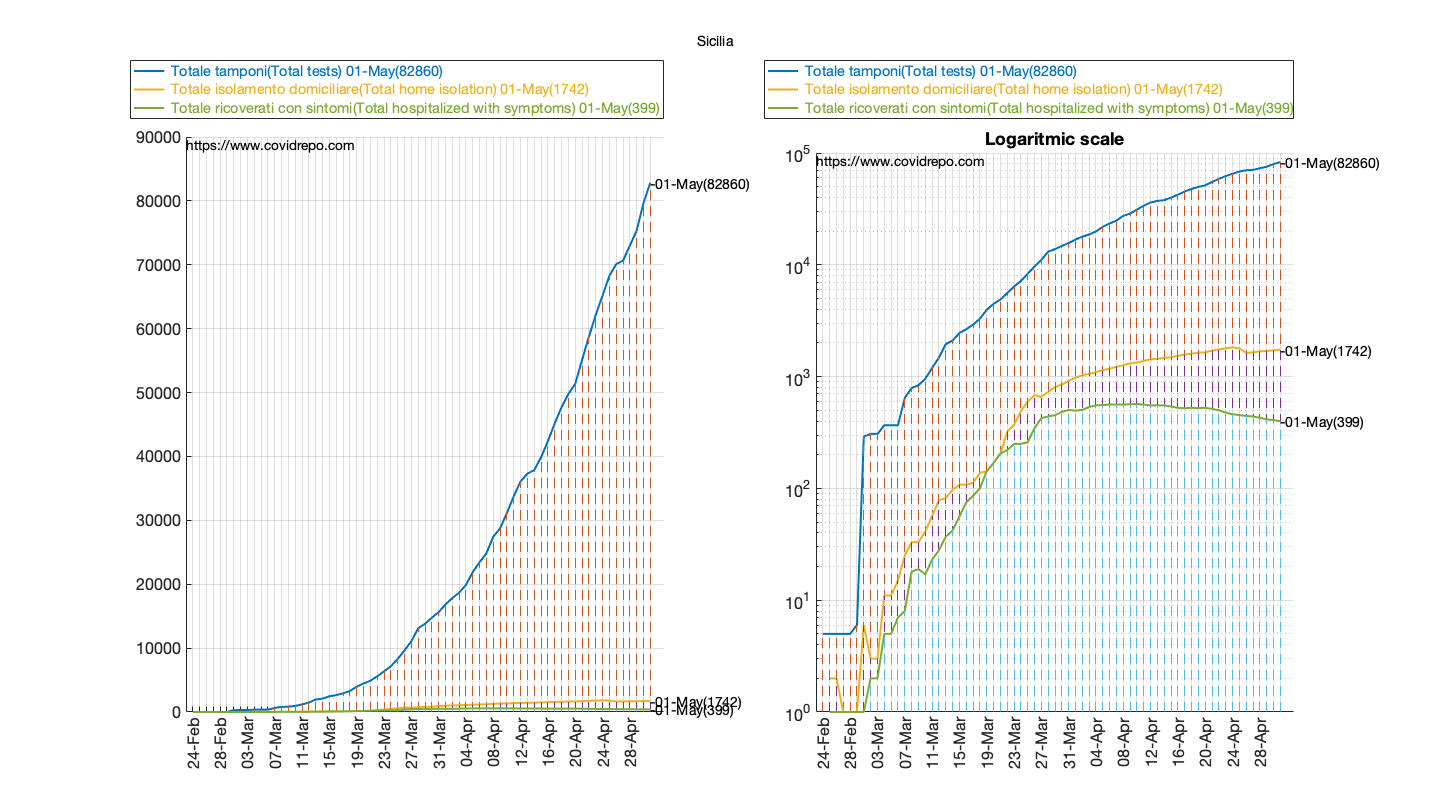 Sicilia
Totale tamponi(Total tests) 01-May(82860)
Totale isolamento domiciliare(Total home isolation) 01-May(1742)
Totale ricoverati con sintomi(Total hospitalized with symptoms) 01-May(399)
https://www.covidrepo.com
90000
80000
70000
60000
50000
40000
30000
20000
10000
0
01-May(82860)
01-May(1742)
01-May(399)
24-Feb
28-Feb
03-Mar
07-Mar
11-Mar
15-Mar
19-Mar
23-Mar
27-Mar
31-Mar
04-Apr
08-Apr
12-Apr
16-Apr
20-Apr
24-Apr
28-Apr
Totale tamponi(Total tests) 01-May(82860)
Totale isolamento domiciliare(Total home isolation) 01-May(1742)
Totale ricoverati con sintomi(Total hospitalized with symptoms) 01-May(399)
Logaritmic scale
https://www.covidrepo.com
10^5
10^4
10^3
10^2
10^1
10^0
01-May(82860)
01-May(1742)
01-May(399)
24-Feb
28-Feb
03-Mar
07-Mar
11-Mar
15-Mar
19-Mar
23-Mar
27-Mar
31-Mar
04-Apr
08-Apr
12-Apr
16-Apr
20-Apr
24-Apr
28-Apr